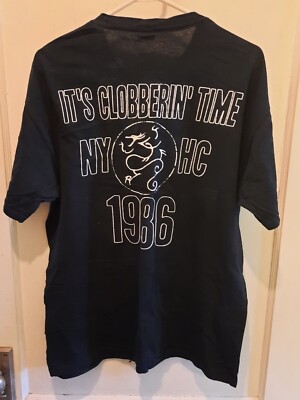 IT'S CLOBBERIN' TIME
NY HC
1986